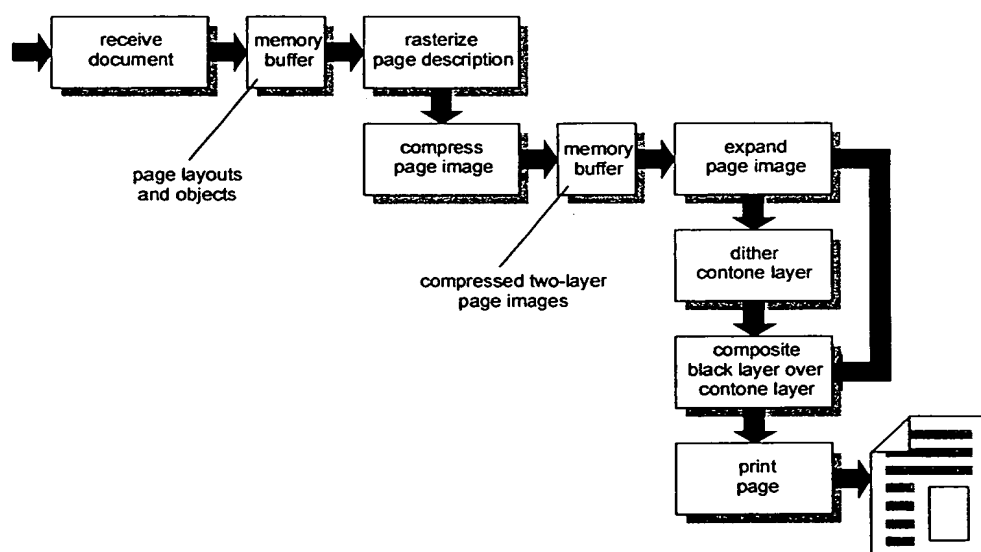 receive
document
memory
buffer
rasterize
page description
compress
page image
memory
buffer
expand
page image
page layouts
and objects
dither
contone layer
compressed two-layer
page images
composite
black layer over
contone layer
print
page